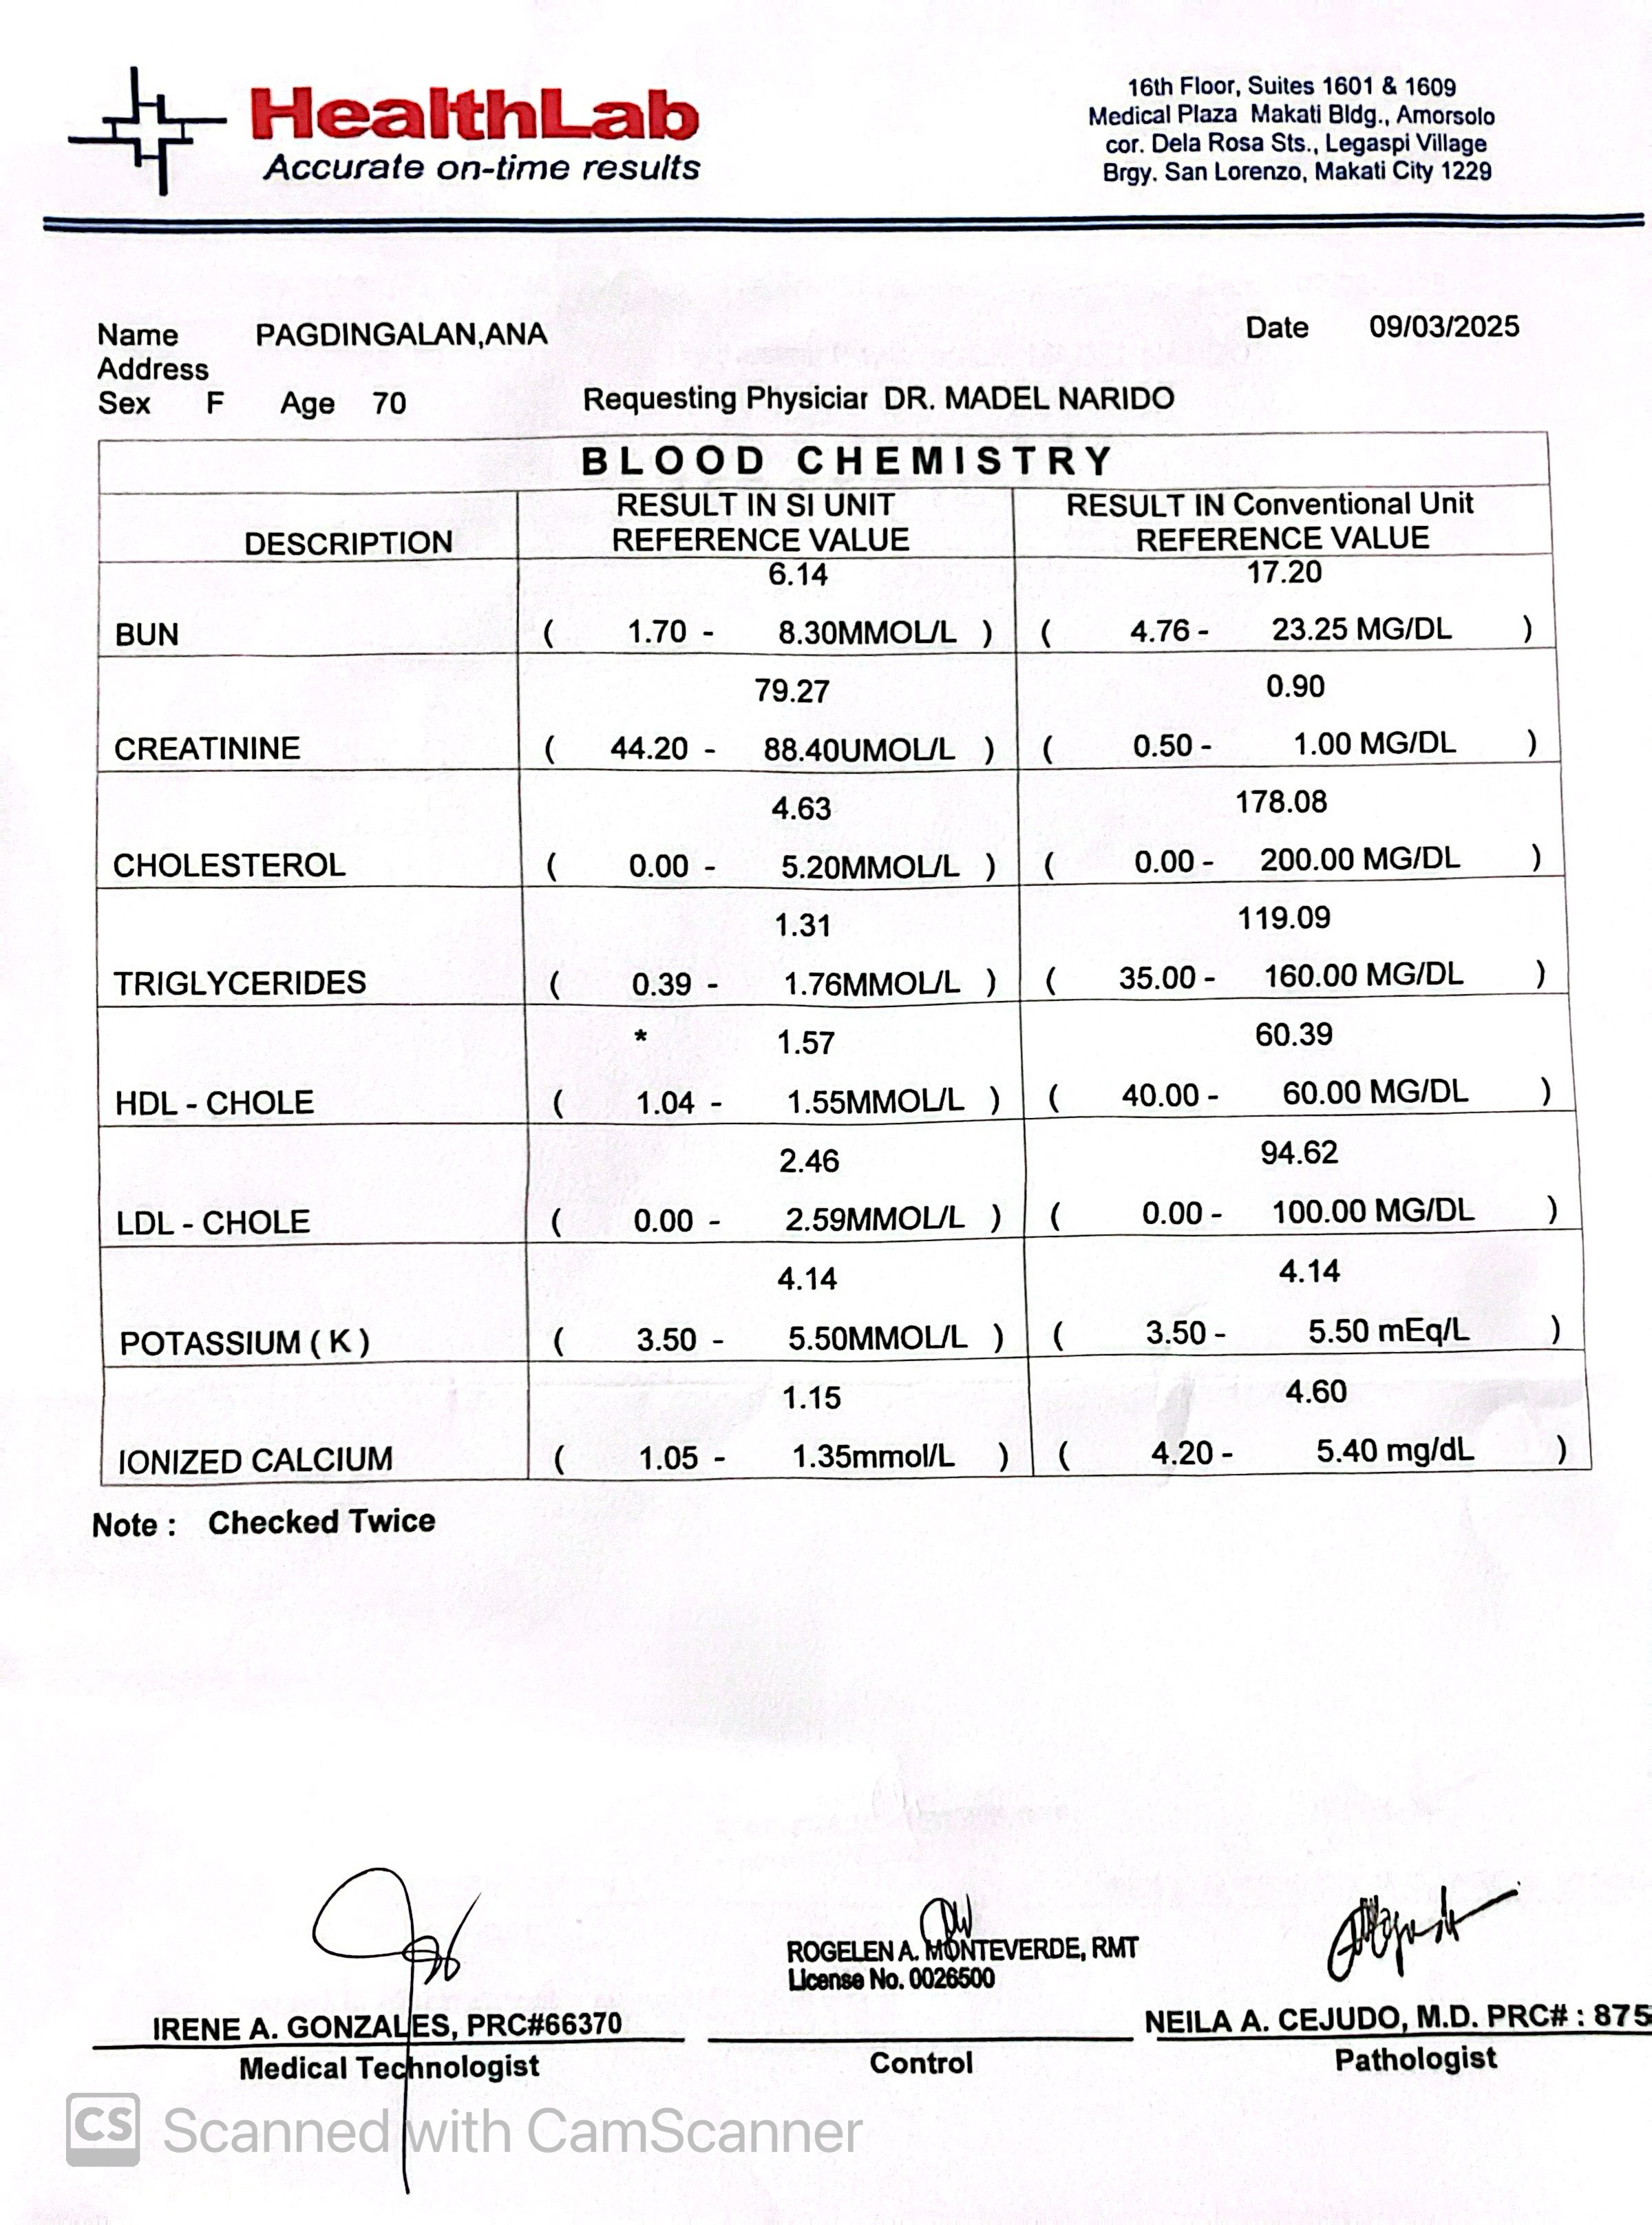 HealthLab
Accurate on-time results
16th Floor, Suites 1601 & 1609
Medical Plaza Makati Bldg., Amorsolo
cor. Dela Rosa Sts., Legaspi Village
Brgy. San Lorenzo, Makati City 1229
Name PAGDINGALAN,ANA Date 09/03/2025
Address
Sex F Age 70 Requesting Physiciar DR. MADEL NARIDO
BLOOD CHEMISTRY
DESCRIPTION
RESULT IN SI UNIT
REFERENCE VALUE
RESULT IN Conventional Unit
REFERENCE VALUE
6.14 17.20
BUN ( 1.70 - 8.30MMOL/L ) ( 4.76 - 23.25 MG/DL )
79.27 0.90
CREATININE ( 44.20 - 88.40UMOL/L ) ( 0.50 - 1.00 MG/DL )
4.63 178.08
CHOLESTEROL ( 0.00 - 5.20MMOL/L ) ( 0.00 - 200.00 MG/DL )
1.31 119.09
TRIGLYCERIDES ( 0.39 - 1.76MMOL/L ) ( 35.00 - 160.00 MG/DL )
* 1.57 60.39
HDL - CHOLE ( 1.04 - 1.55MMOL/L ) ( 40.00 - 60.00 MG/DL )
2.46 94.62
LDL - CHOLE ( 0.00 - 2.59MMOL/L ) ( 0.00 - 100.00 MG/DL )
4.14 4.14
POTASSIUM ( K ) ( 3.50 - 5.50MMOL/L ) ( 3.50 - 5.50 mEq/L )
1.15 4.60
IONIZED CALCIUM ( 1.05 - 1.35mmol/L ) ( 4.20 - 5.40 mg/dL )
Note : Checked Twice
IRENE A. GONZALES, PRC#66370
Medical Technologist
ROGELEN A. MONTEVERDE, RMT
License No. 0026500
Control
NEILA A. CEJUDO, M.D. PRC# : 875
Pathologist
CS Scanned with CamScanner